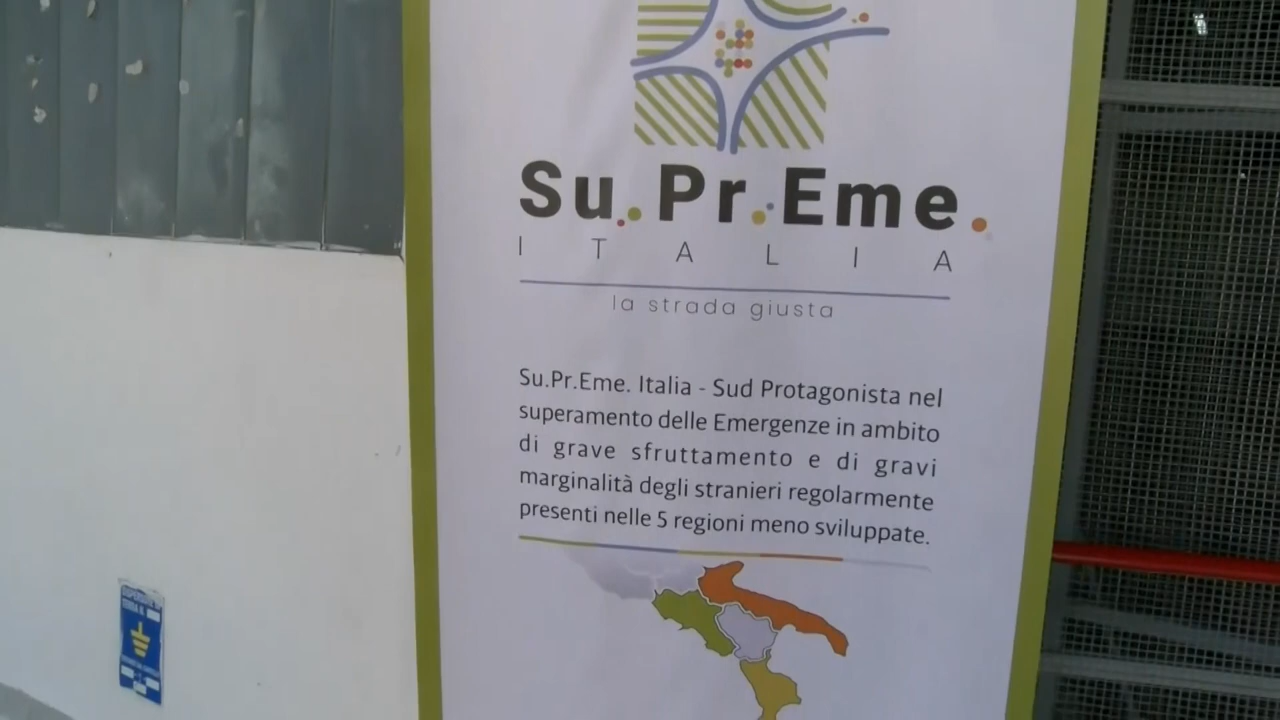 Su.Pr.Eme.
ITALIA
la strada giusta
Su.Pr.Eme. Italia - Sud Protagonista nel
superamento delle Emergenze in ambito
di grave sfruttamento e di gravi
marginalità degli stranieri regolarmente
presenti nelle 5 regioni meno sviluppate.